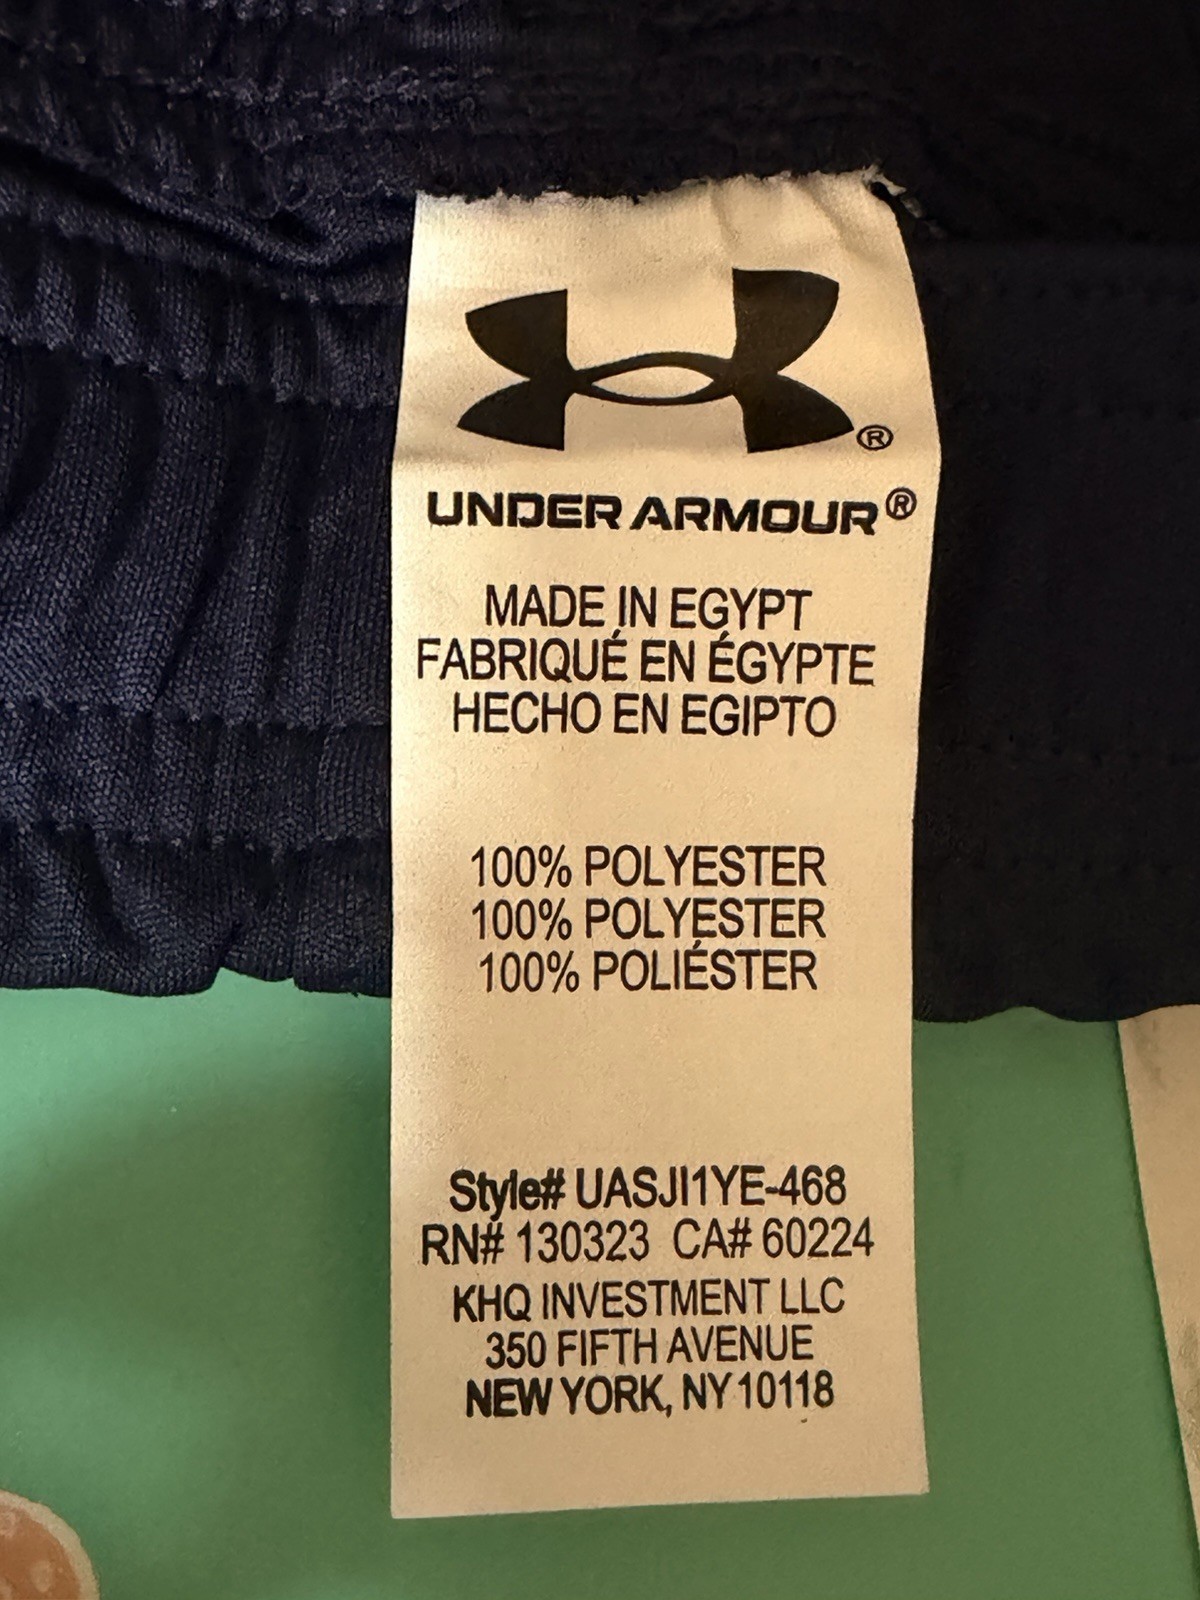 ®
UNDER ARMOUR®
MADE IN EGYPT
FABRIQUÉ EN ÉGYPTE
HECHO EN EGIPTO
100% POLYESTER
100% POLYESTER
100% POLIÉSTER
Style# UASJI1YE-468
RN# 130323 CA# 60224
KHQ INVESTMENT LLC
350 FIFTH AVENUE
NEW YORK, NY 10118